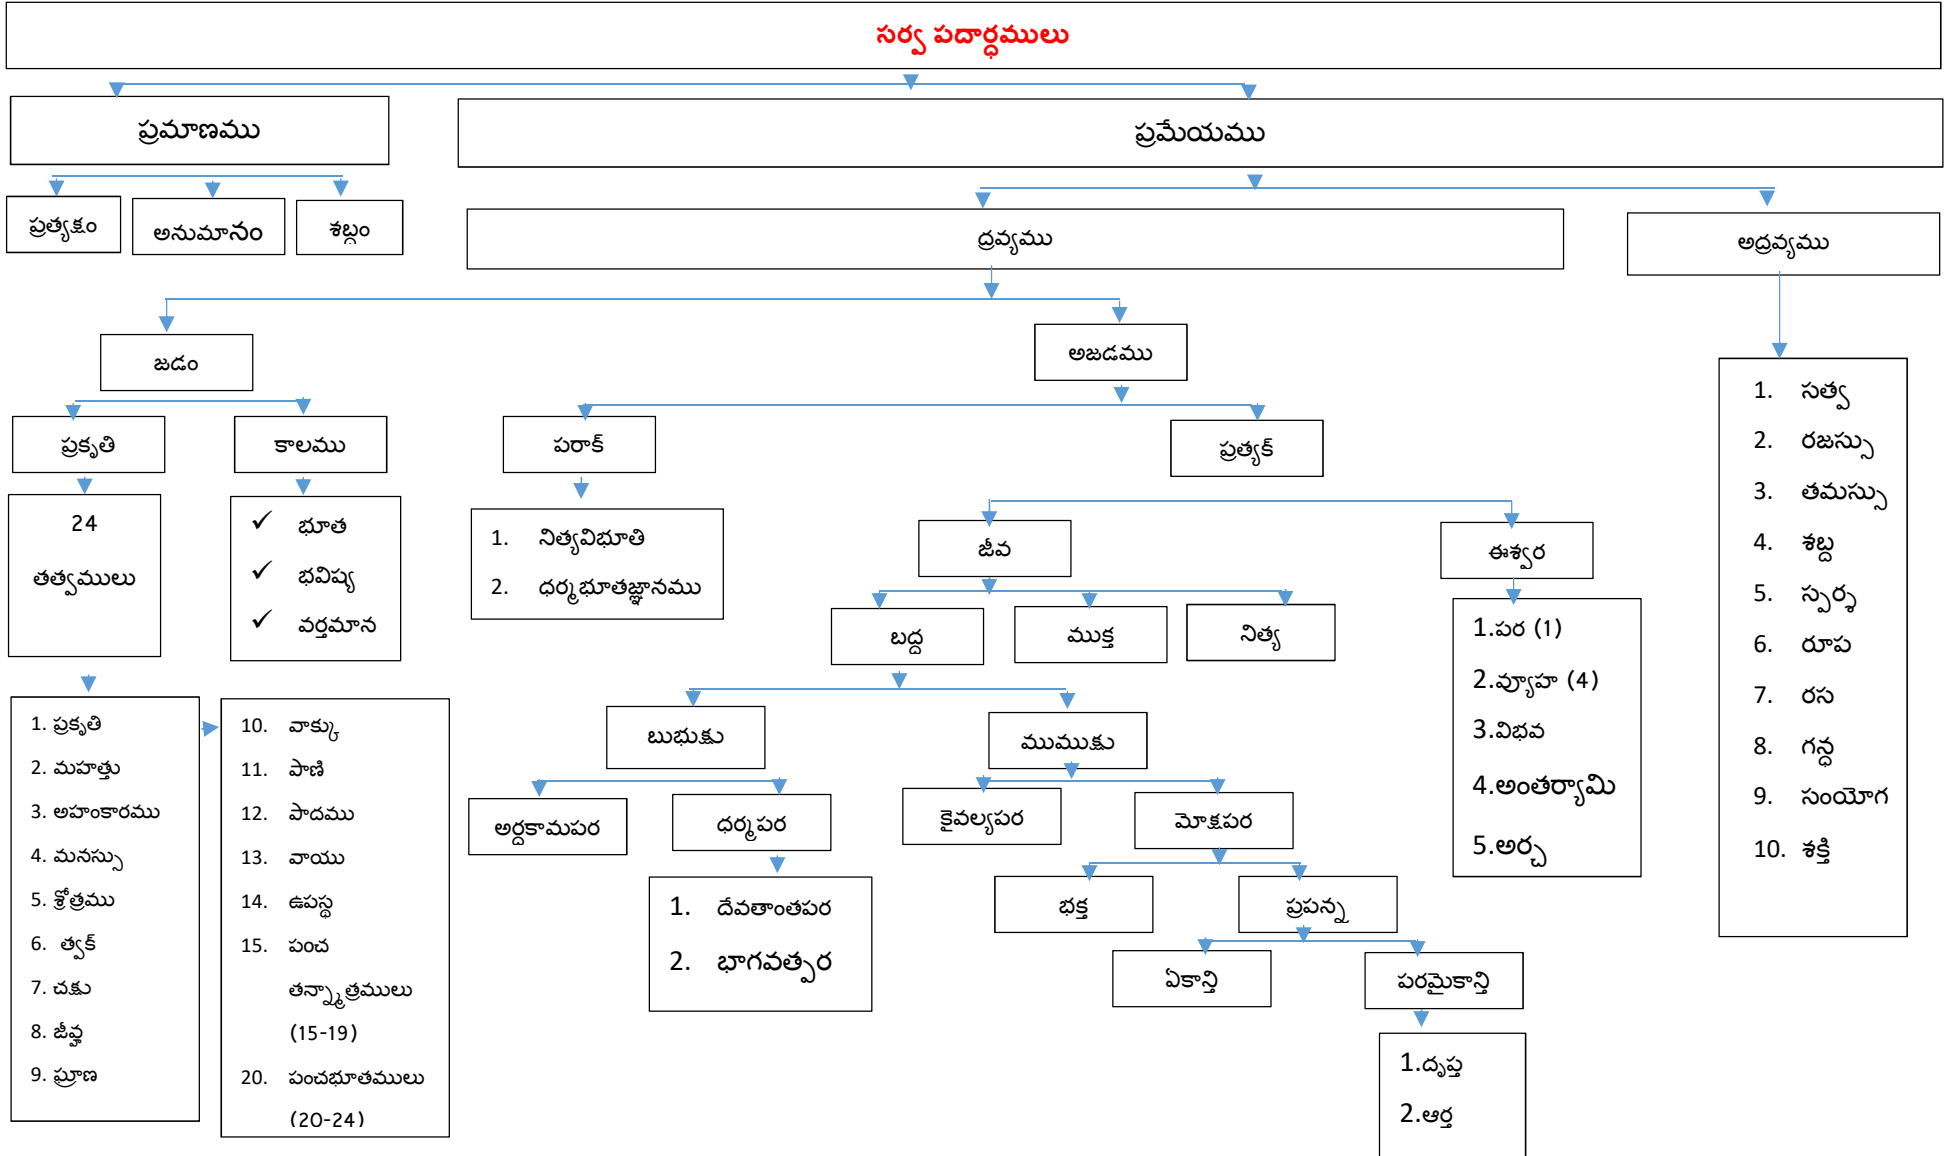 సర్వ పదార్ధములు
ప్రమాణము
ప్రమేయము
ప్రత్యక్షం
అనుమానం
శబ్దం
ద్రవ్యము
అద్రవ్యము
జడం
అజడము
ప్రకృతి
కాలము
పరాక్
ప్రత్యక్
24
తత్వములు
✓ భూత
✓ భవిష్య
✓ వర్తమాన
1. నిత్యవిభూతి
2. ధర్మభూతజ్ఞానము
జీవ
ఈశ్వర
బద్ద
ముక్త
నిత్య
1.పర (1)
2.వ్యూహ (4)
3.విభవ
4.అంతర్యామి
5.అర్చ
1. సత్వ
2. రజస్సు
3. తమస్సు
4. శబ్ద
5. స్పర్శ
6. రూప
7. రస
8. గన్ధ
9. సంయోగ
10. శక్తి
1. ప్రకృతి
2. మహత్తు
3. అహంకారము
4. మనస్సు
5. శ్రోత్రము
6. త్వక్
7. చక్షు
8. జీవ్హ
9. ఘ్రాణ
10. వాక్కు
11. పాణి
12. పాదము
13. వాయు
14. ఉపస్థ
15. పంచ
తన్మాత్రములు
(15-19)
20. పంచభూతములు
(20-24)
బుభుక్షు
ముముక్షు
అర్దకామపర
ధర్మపర
కైవల్యపర
మోక్షపర
1. దేవతాంతపర
2. భాగవత్పర
భక్త
ప్రపన్న
ఏకాన్తి
పరమైకాన్తి
1.దృప్త
2.ఆర్త